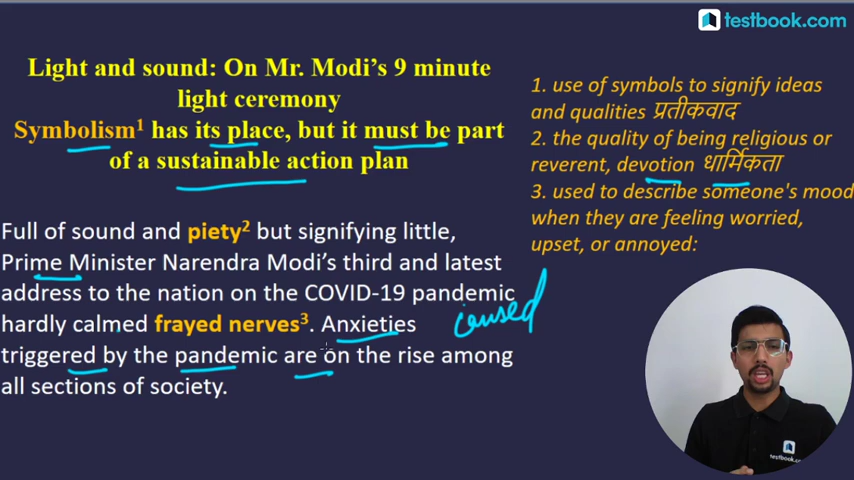 testbook.com
Light and sound: On Mr. Modi's 9 minute
light ceremony
Symbolism1 has its place, but it must be part
of a sustainable action plan
Full of sound and piety2 but signifying little,
Prime Minister Narendra Modi's third and latest
address to the nation on the COVID-19 pandemic
hardly calmed frayed nerves3. Anxieties
triggered by the pandemic are on the rise among
all sections of society.
caused
1. use of symbols to signify ideas
and qualities प्रतीकवाद
2. the quality of being religious or
reverent, devotion धार्मिकता
3. used to describe someone's mood
when they are feeling worried,
upset, or annoyed: